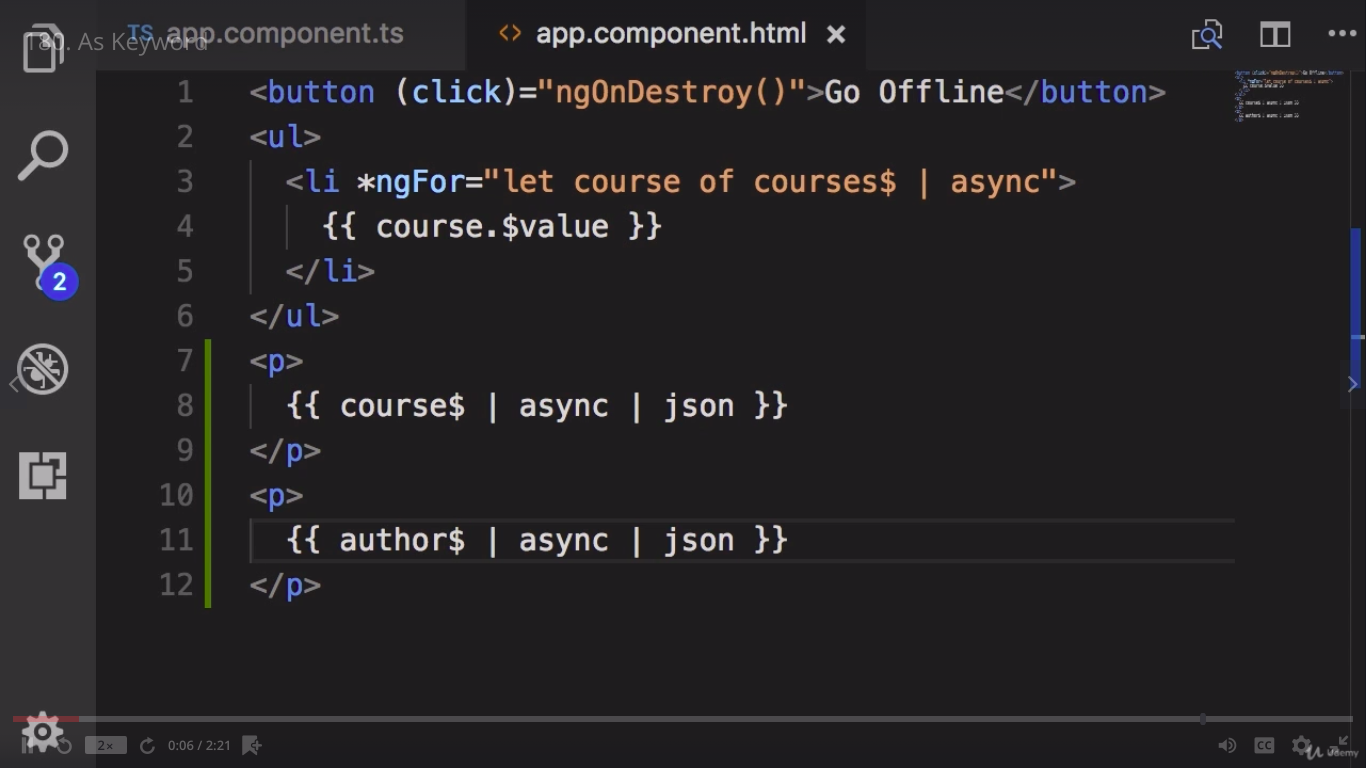 180. As Keyword
TS app.component.ts
<> app.component.html ×
1 <button (click)="ngOnDestroy()">Go Offline</button>
2 <ul>
3 <li *ngFor="let course of courses$ | async">
4 {{ course.$value }}
5 </li>
6 </ul>
7 <p>
8 {{ course$ | async | json }}
9 </p>
10 <p>
11 {{ author$ | async | json }}
12 </p>
2
2x 0:06 / 2:21 CC
Udemy